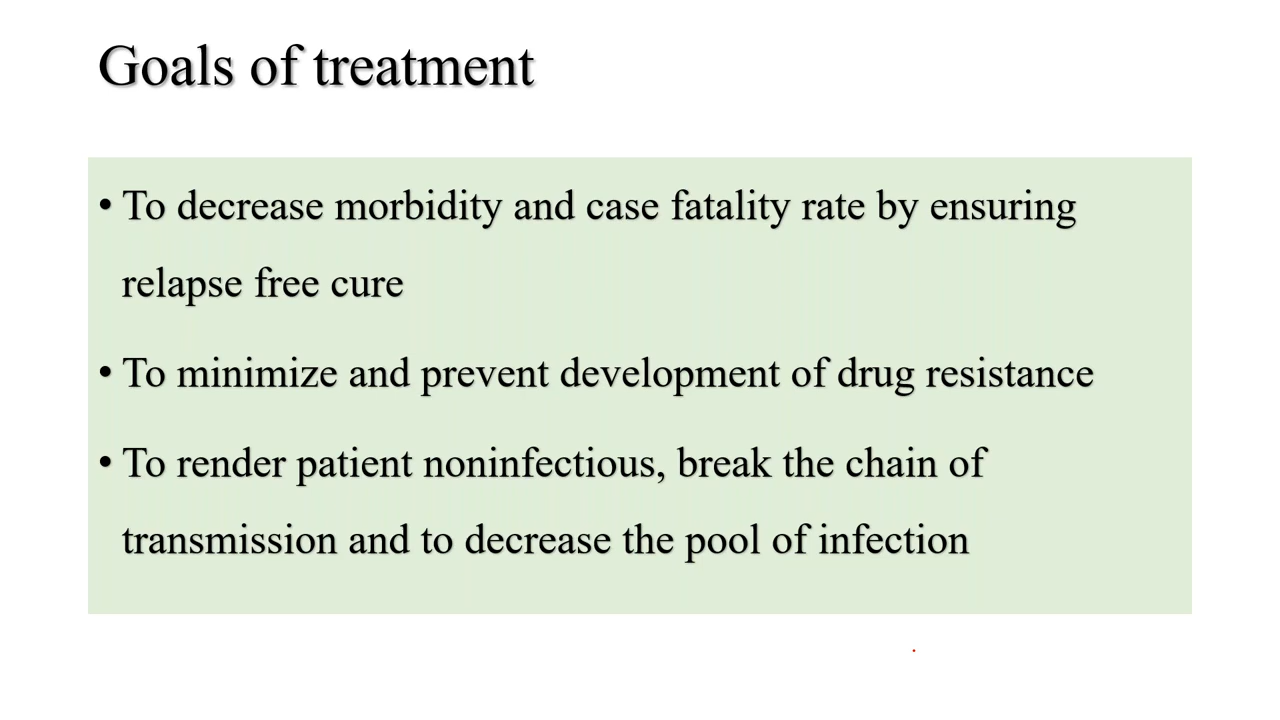 Goals of treatment
• To decrease morbidity and case fatality rate by ensuring
relapse free cure
• To minimize and prevent development of drug resistance
• To render patient noninfectious, break the chain of
transmission and to decrease the pool of infection